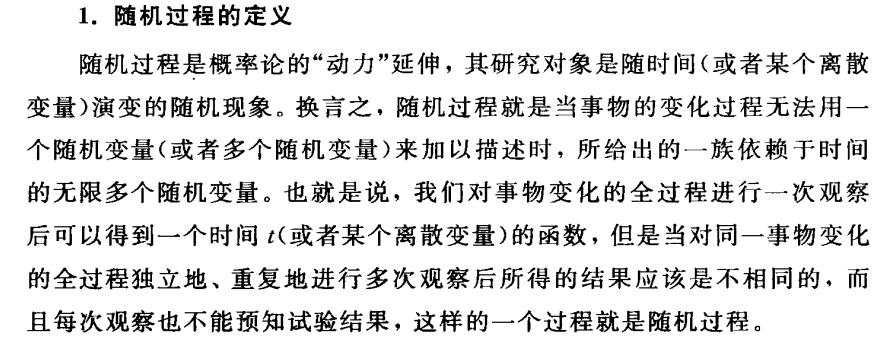 1. 随机过程的定义
随机过程是概率论的“动力”延伸，其研究对象是随时间(或者某个离散
变量)演变的随机现象。换言之，随机过程就是当事物的变化过程无法用一
个随机变量(或者多个随机变量)来加以描述时，所给出的一族依赖于时间
的无限多个随机变量。也就是说，我们对事物变化的全过程进行一次观察
后可以得到一个时间 t(或者某个离散变量)的函数，但是当对同一事物变化
的全过程独立地、重复地进行多次观察后所得的结果应该是不相同的，而
且每次观察也不能预知试验结果，这样的一个过程就是随机过程。